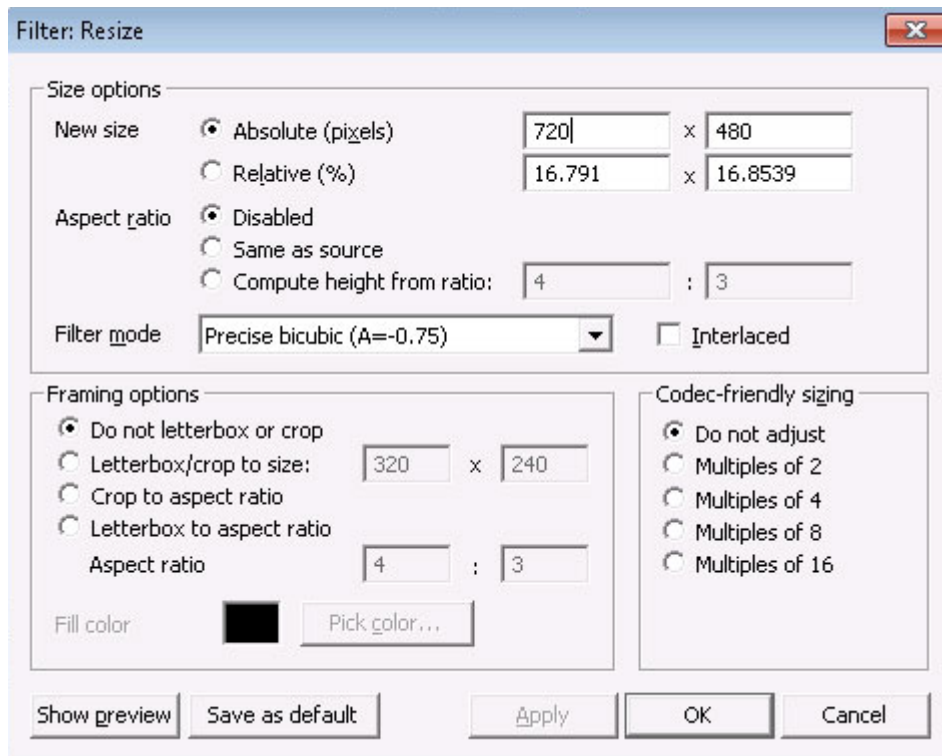 Filter: Resize
Size options
New size Absolute (pixels) 720 x 480
Relative (%) 16.791 x 16.8539
Aspect ratio Disabled
Same as source
Compute height from ratio: 4 : 3
Filter mode Precise bicubic (A=-0.75) Interlaced
Framing options
Do not letterbox or crop
Letterbox/crop to size: 320 x 240
Crop to aspect ratio
Letterbox to aspect ratio
Aspect ratio 4 : 3
Fill color Pick color...
Codec-friendly sizing
Do not adjust
Multiples of 2
Multiples of 4
Multiples of 8
Multiples of 16
Show preview Save as default Apply OK Cancel